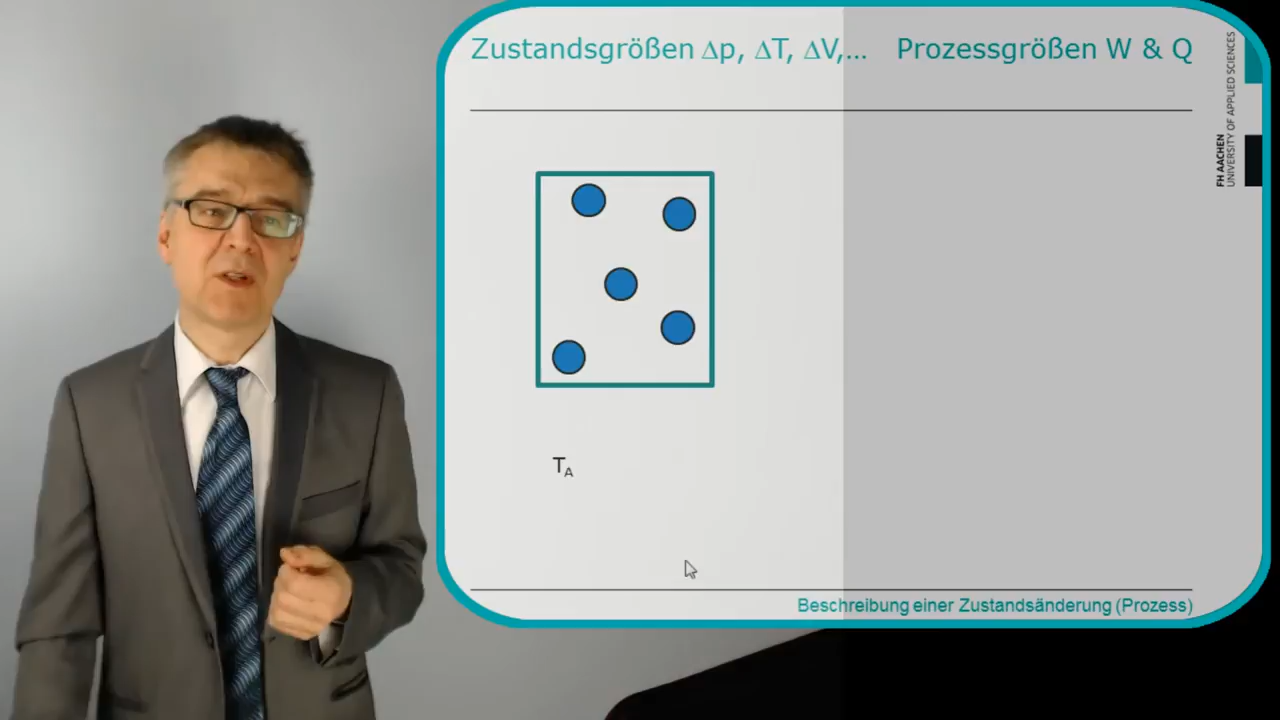 Zustandsgrößen Δp, ΔT, ΔV,... Prozessgrößen W & Q
FH AACHEN
UNIVERSITY OF APPLIED SCIENCES
T_A
Beschreibung einer Zustandsänderung (Prozess)